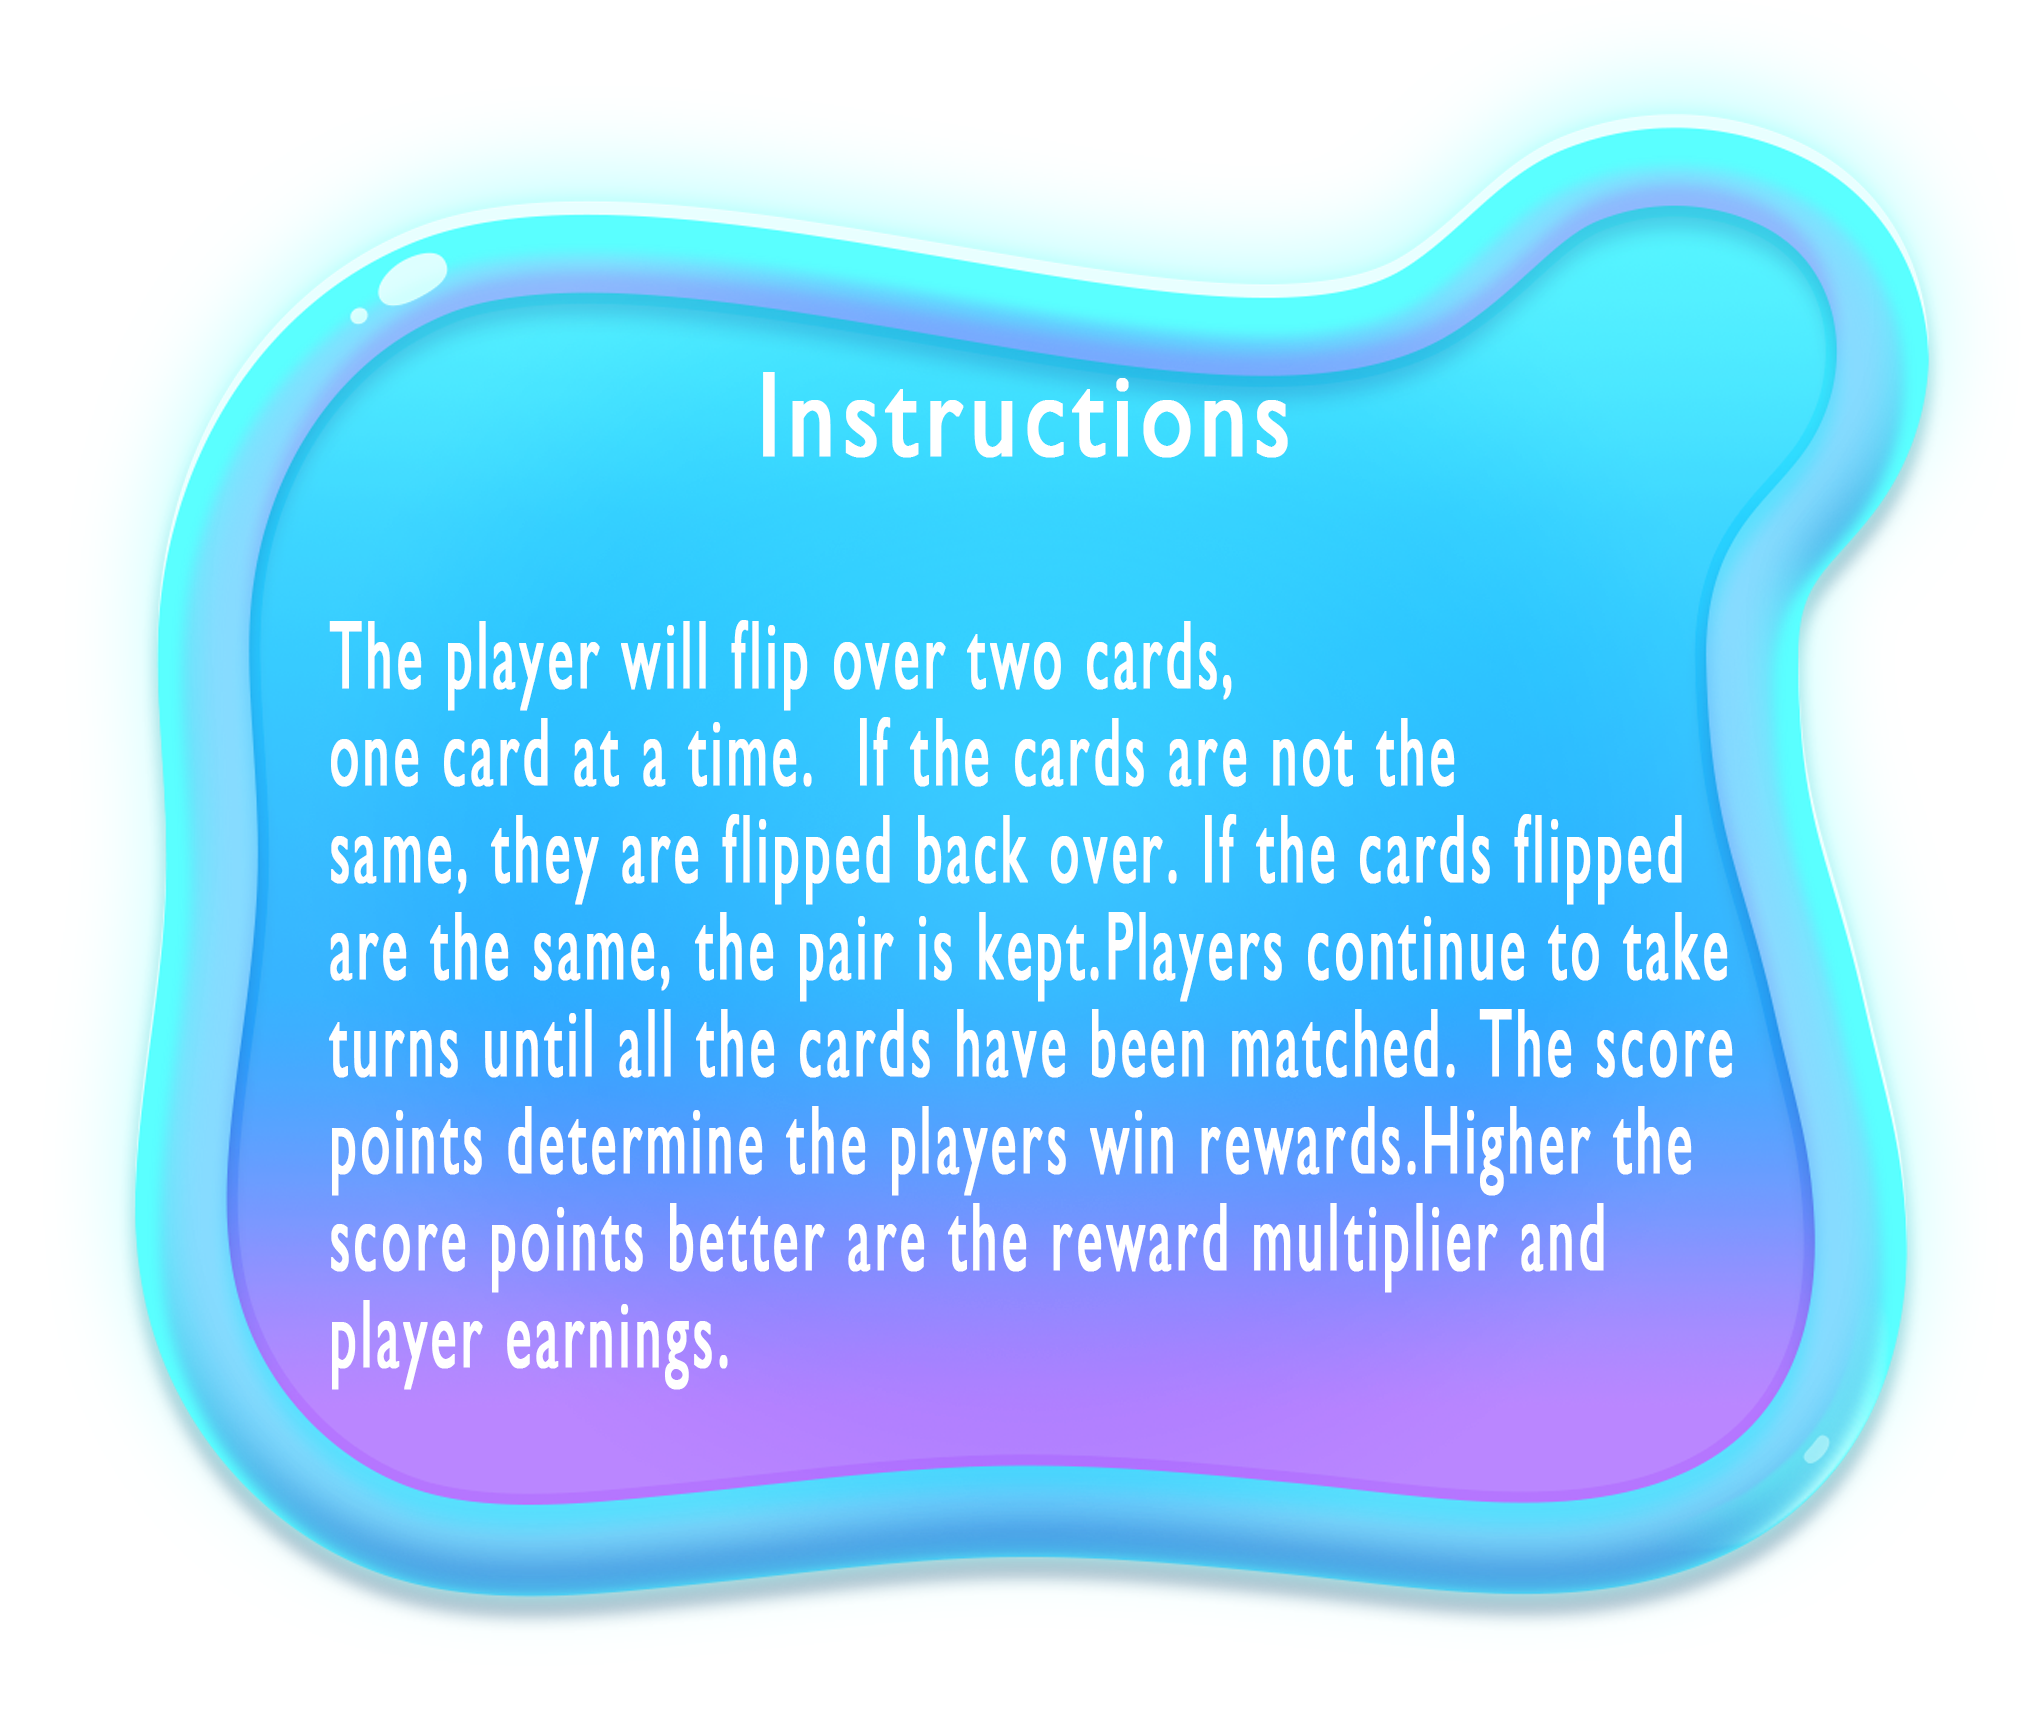 Instructions
The player will flip over two cards,
one card at a time.  If the cards are not the
same, they are flipped back over. If the cards flipped
are the same, the pair is kept.Players continue to take
turns until all the cards have been matched. The score
points determine the players win rewards.Higher the
score points better are the reward multiplier and
player earnings.